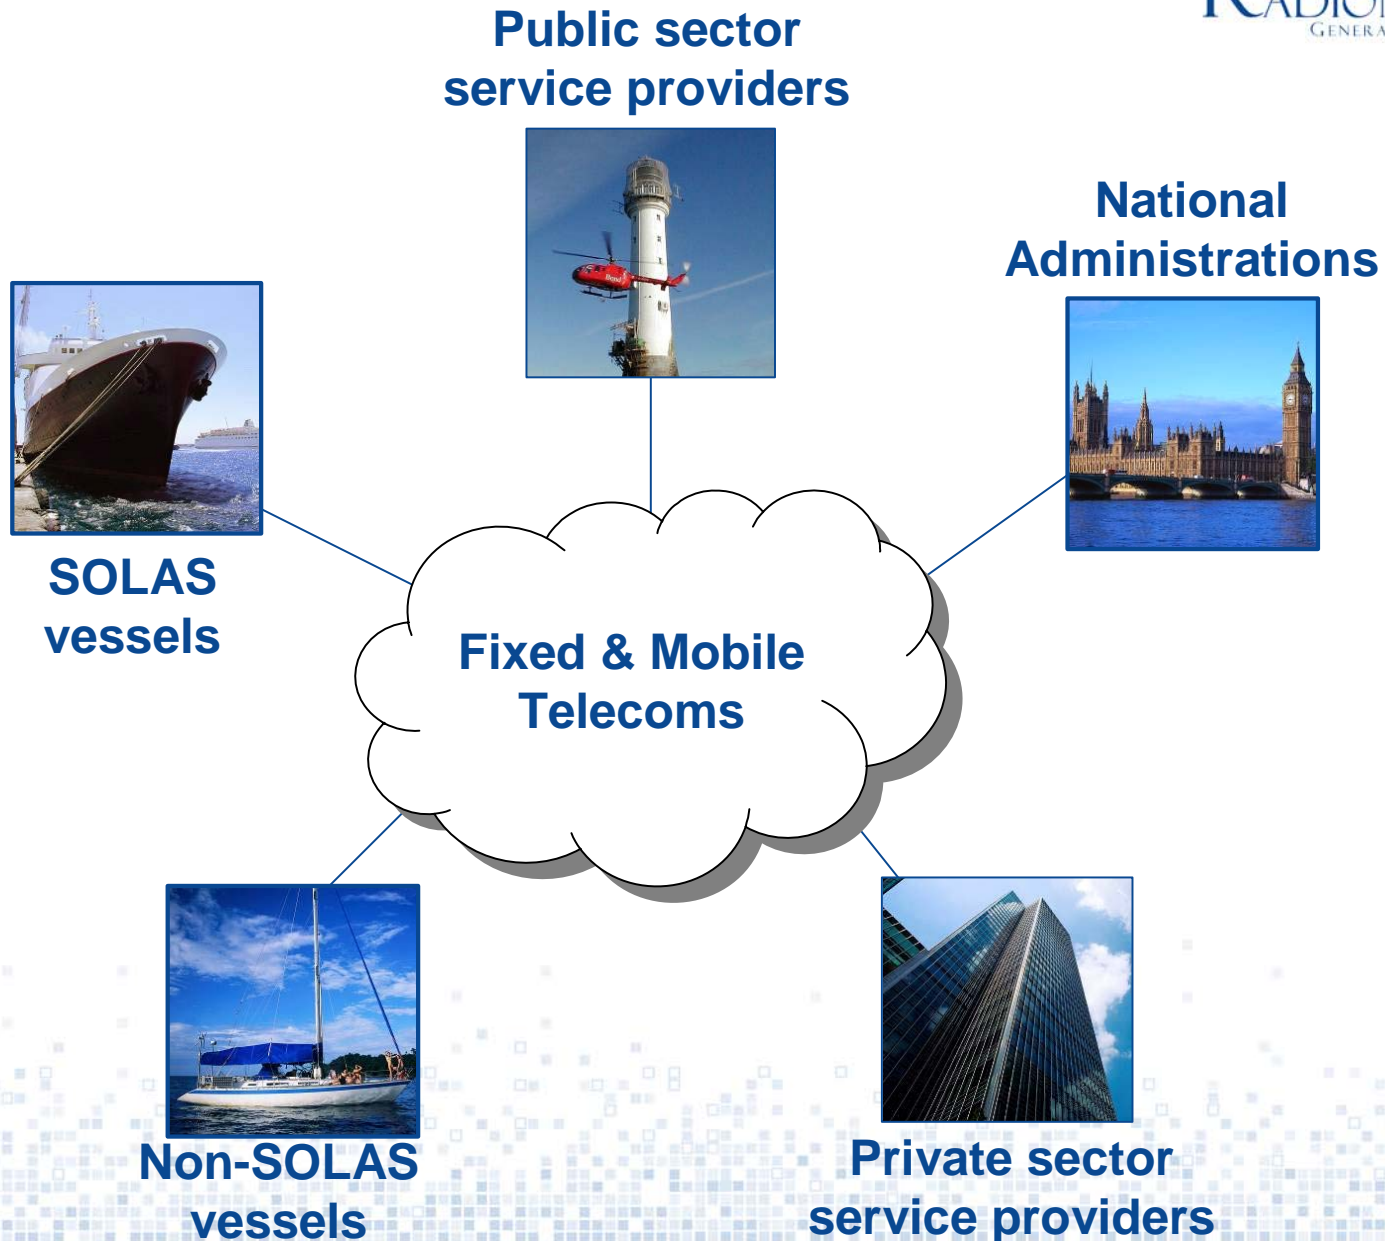 Public sector
service providers
National
Administrations
SOLAS
vessels
Fixed & Mobile
Telecoms
Non-SOLAS
vessels
Private sector
service providers